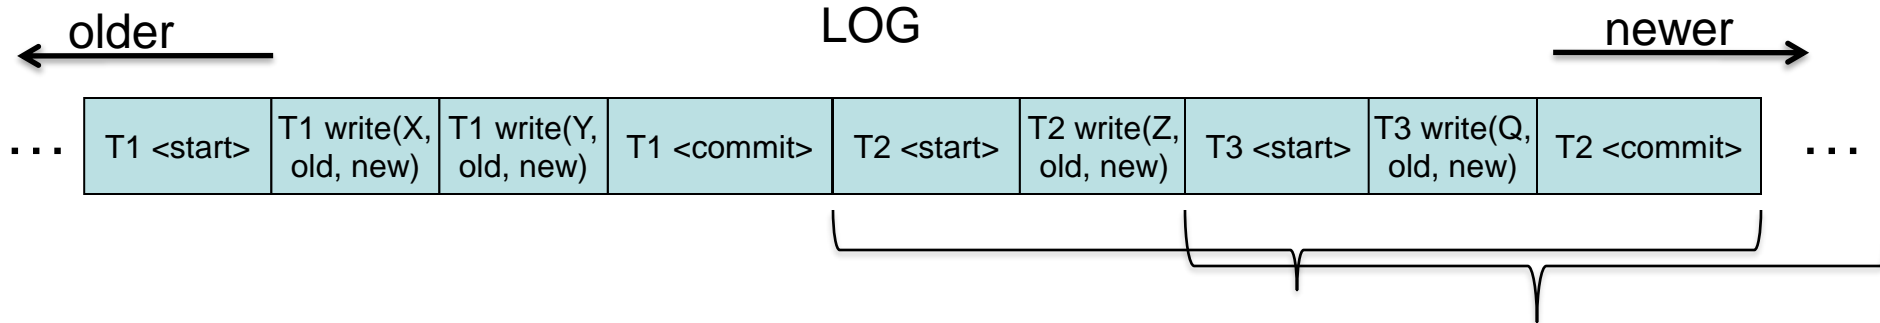 older
LOG
newer
...
T1 <start>
T1 write(X,
old, new)
T1 write(Y,
old, new)
T1 <commit>
T2 <start>
T2 write(Z,
old, new)
T3 <start>
T3 write(Q,
old, new)
T2 <commit>
...